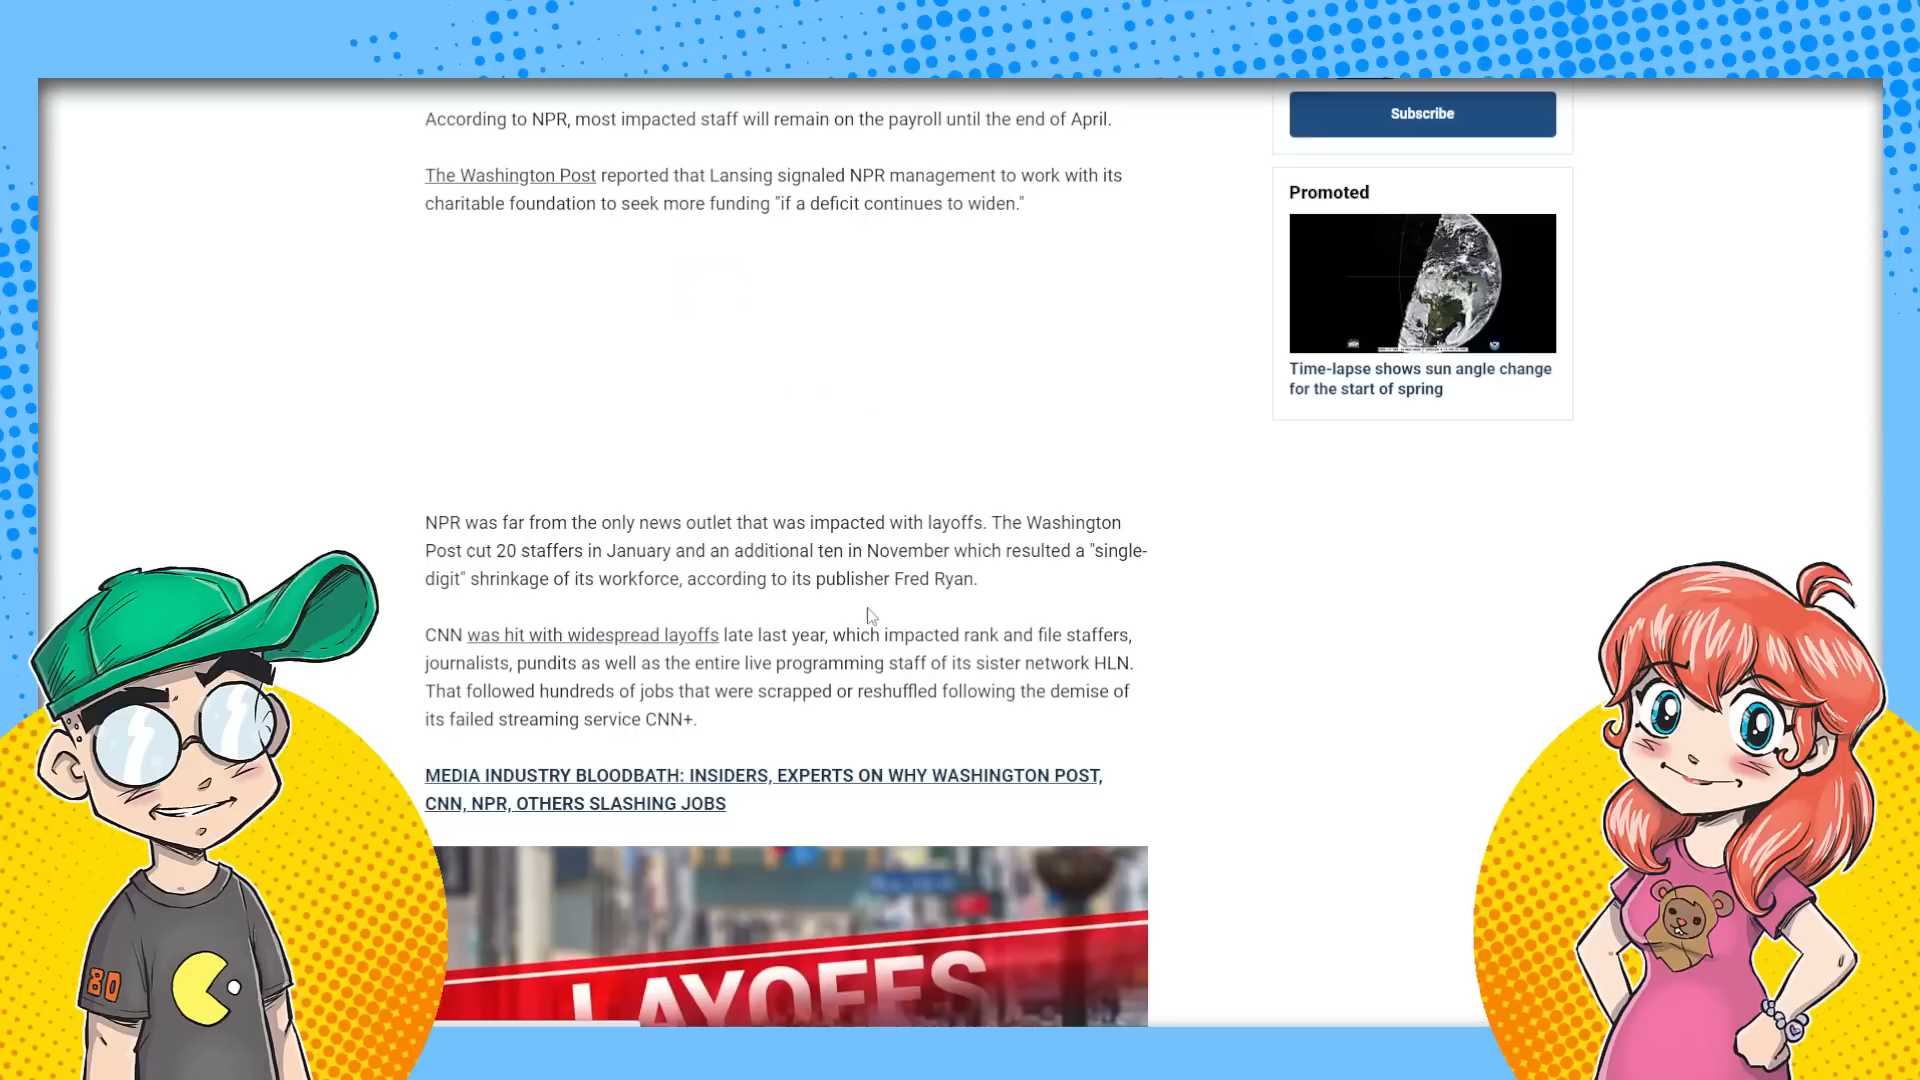 According to NPR, most impacted staff will remain on the payroll until the end of April.
The Washington Post reported that Lansing signaled NPR management to work with its
charitable foundation to seek more funding "if a deficit continues to widen."
NPR was far from the only news outlet that was impacted with layoffs. The Washington
Post cut 20 staffers in January and an additional ten in November which resulted a "single-
digit" shrinkage of its workforce, according to its publisher Fred Ryan.
CNN was hit with widespread layoffs late last year, which impacted rank and file staffers,
journalists, pundits as well as the entire live programming staff of its sister network HLN.
That followed hundreds of jobs that were scrapped or reshuffled following the demise of
its failed streaming service CNN+.
MEDIA INDUSTRY BLOODBATH: INSIDERS, EXPERTS ON WHY WASHINGTON POST,
CNN, NPR, OTHERS SLASHING JOBS
LAYOFFS
Subscribe
Promoted
Time-lapse shows sun angle change
for the start of spring
80